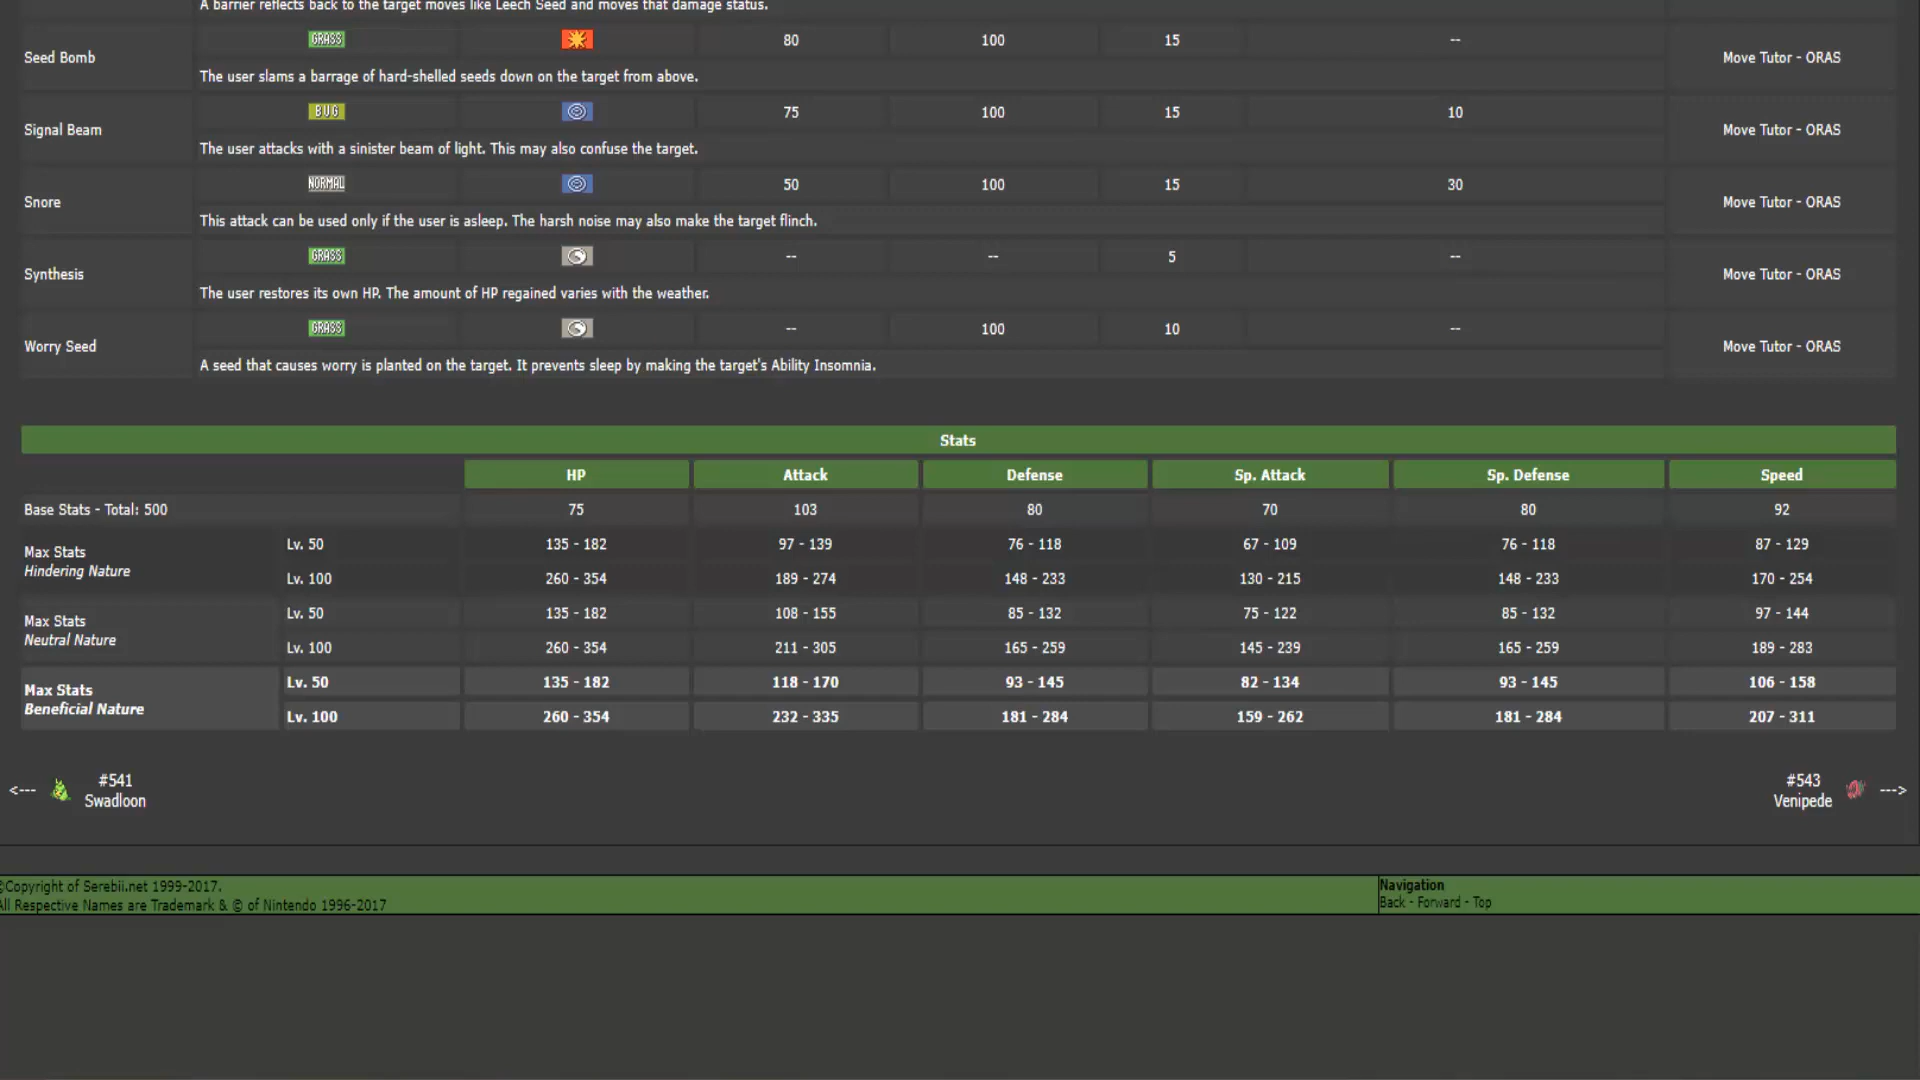 A barrier reflects back to the target moves like Leech Seed and moves that damage status.
Seed Bomb GRASS 80 100 15 -- Move Tutor - ORAS
The user slams a barrage of hard-shelled seeds down on the target from above.
Signal Beam BUG 75 100 15 10 Move Tutor - ORAS
The user attacks with a sinister beam of light. This may also confuse the target.
Snore NORMAL 50 100 15 30 Move Tutor - ORAS
This attack can be used only if the user is asleep. The harsh noise may also make the target flinch.
Synthesis GRASS -- -- 5 -- Move Tutor - ORAS
The user restores its own HP. The amount of HP regained varies with the weather.
Worry Seed GRASS -- 100 10 -- Move Tutor - ORAS
A seed that causes worry is planted on the target. It prevents sleep by making the target's Ability Insomnia.
Stats
HP Attack Defense Sp. Attack Sp. Defense Speed
Base Stats - Total: 500 75 103 80 70 80 92
Max Stats
Hindering Nature
Lv. 50 135 - 182 97 - 139 76 - 118 67 - 109 76 - 118 87 - 129
Lv. 100 260 - 354 189 - 274 148 - 233 130 - 215 148 - 233 170 - 254
Max Stats
Neutral Nature
Lv. 50 135 - 182 108 - 155 85 - 132 75 - 122 85 - 132 97 - 144
Lv. 100 260 - 354 211 - 305 165 - 259 145 - 239 165 - 259 189 - 283
Max Stats
Beneficial Nature
Lv. 50 135 - 182 118 - 170 93 - 145 82 - 134 93 - 145 106 - 158
Lv. 100 260 - 354 232 - 335 181 - 284 159 - 262 181 - 284 207 - 311
<--- #541
Swadloon
#543 --->
Venipede
©Copyright of Serebii.net 1999-2017.
All Respective Names are Trademark & © of Nintendo 1996-2017
Navigation
Back - Forward - Top